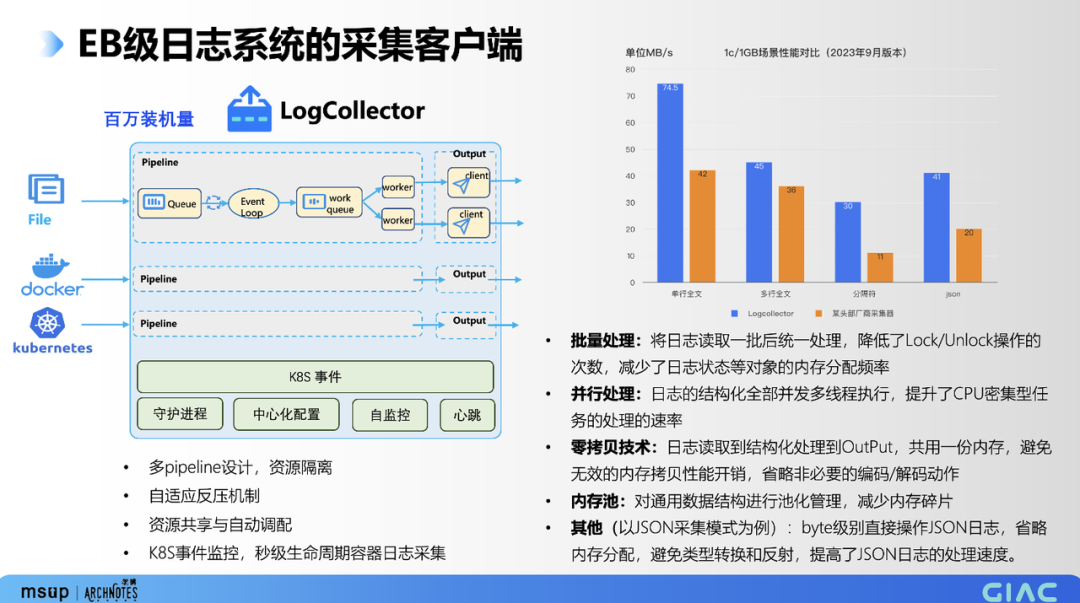 EB级日志系统的采集客户端
百万装机量
LogCollector
File
docker
kubernetes
Pipeline
Output
Queue
Event
Loop
work
queue
worker
worker
client
client
Pipeline
Output
Pipeline
Output
K8S 事件
守护进程
中心化配置
自监控
心跳
• 多pipeline设计，资源隔离
• 自适应反压机制
• 资源共享与自动调配
• K8S事件监控，秒级生命周期容器日志采集
单位MB/s
1c/1GB场景性能对比（2023年9月版本）
80
70
60
50
40
30
20
10
0
74.5
42
45
36
30
11
41
20
单行全文
多行全文
分隔符
json
Logcollector
某头部厂商采集器
• 批量处理：将日志读取一批后统一处理，降低了Lock/Unlock操作的
次数，减少了日志状态等对象的内存分配频率
• 并行处理：日志的结构化全部并发多线程执行，提升了CPU密集型任
务的处理的速率
• 零拷贝技术：日志读取到结构化处理到OutPut，共用一份内存，避免
无效的内存拷贝性能开销，省略非必要的编码/解码动作
• 内存池：对通用数据结构进行池化管理，减少内存碎片
• 其他（以JSON采集模式为例）：byte级别直接操作JSON日志，省略
内存分配，避免类型转换和反射，提高了JSON日志的处理速度。
msup
ARCHNOTES
GIAC